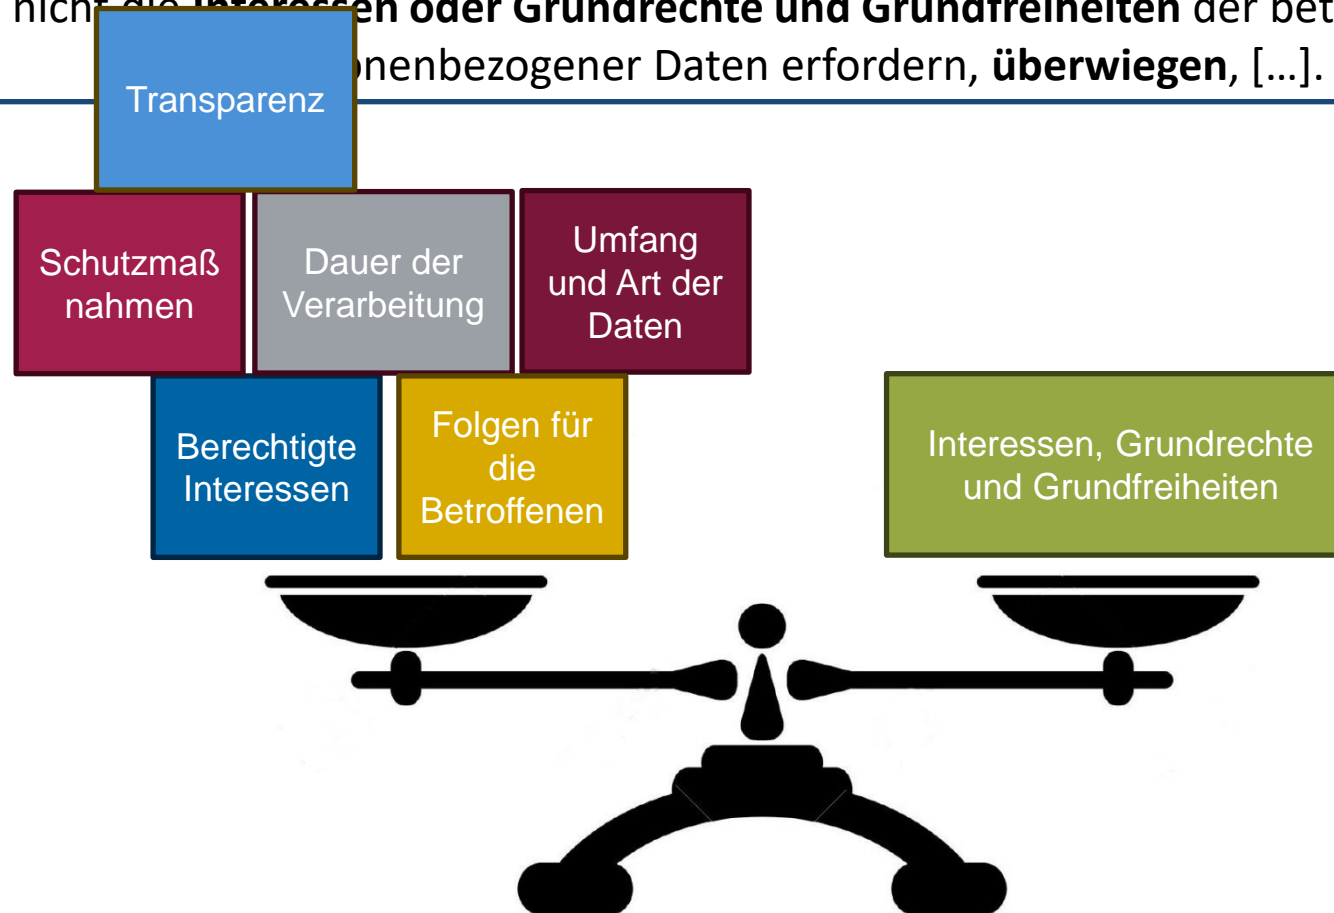 nicht die Interessen oder Grundrechte und Grundfreiheiten der bet
onenbezogener Daten erfordern, überwiegen, [...].
Transparenz
Schutzmaß
nahmen
Dauer der
Verarbeitung
Umfang
und Art der
Daten
Berechtigte
Interessen
Folgen für
die
Betroffenen
Interessen, Grundrechte
und Grundfreiheiten